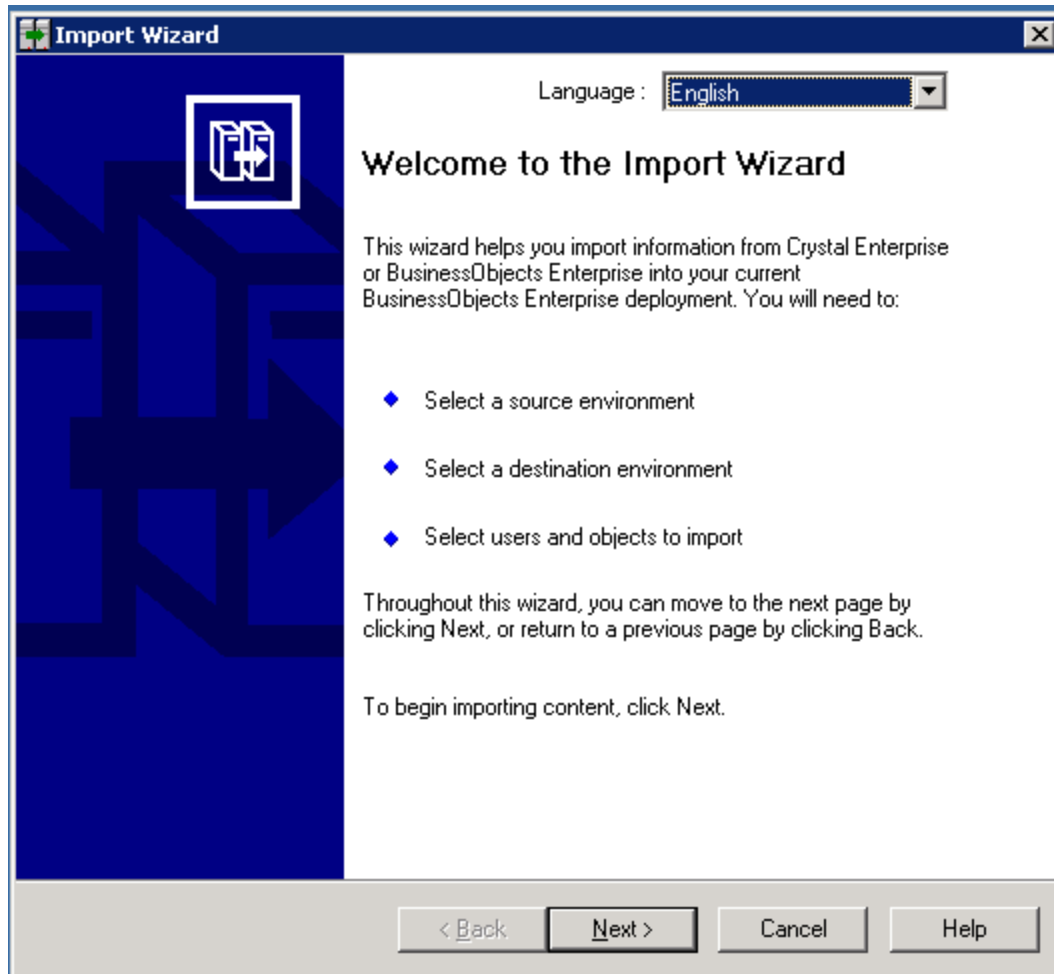 Import Wizard
Language : English
Welcome to the Import Wizard
This wizard helps you import information from Crystal Enterprise
or BusinessObjects Enterprise into your current
BusinessObjects Enterprise deployment. You will need to:
Select a source environment
Select a destination environment
Select users and objects to import
Throughout this wizard, you can move to the next page by
clicking Next, or return to a previous page by clicking Back.
To begin importing content, click Next.
< Back Next > Cancel Help